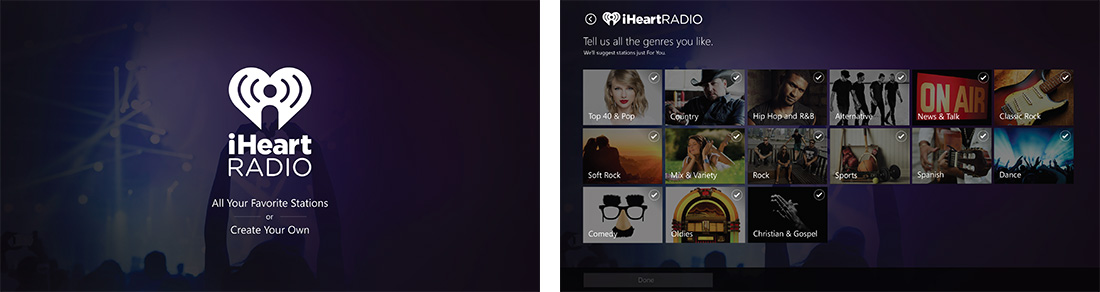 iHeart
RADIO
All Your Favorite Stations
or
Create Your Own
iHeartRADIO
Tell us all the genres you like.
We'll suggest stations just For You.
Top 40 & Pop
Country
Hip Hop and R&B
Alternative
News & Talk
ON AIR
Classic Rock
Soft Rock
Mix & Variety
Rock
Sports
Spanish
Dance
Comedy
Oldies
Christian & Gospel
Done